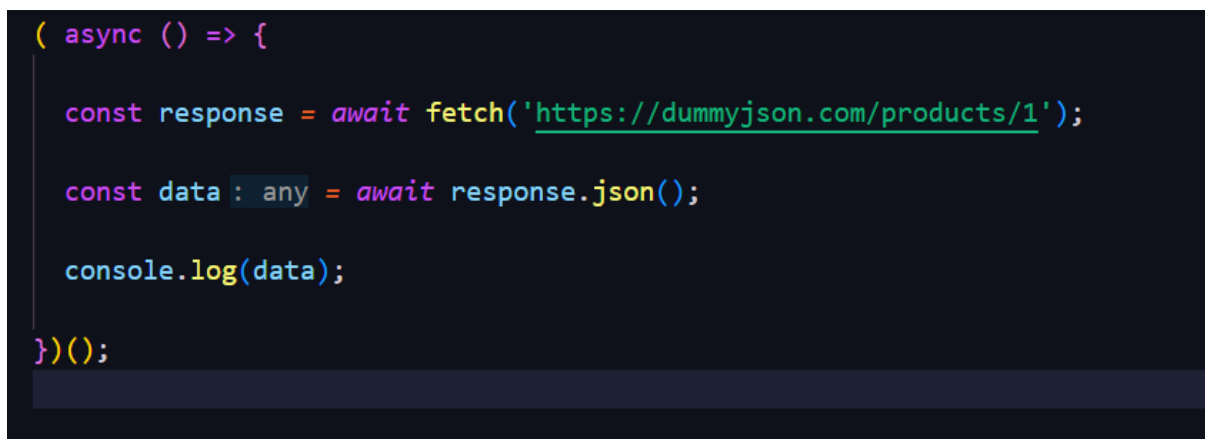 ( async () => {
const response = await fetch('https://dummyjson.com/products/1');
const data : any = await response.json();
console.log(data);
})();